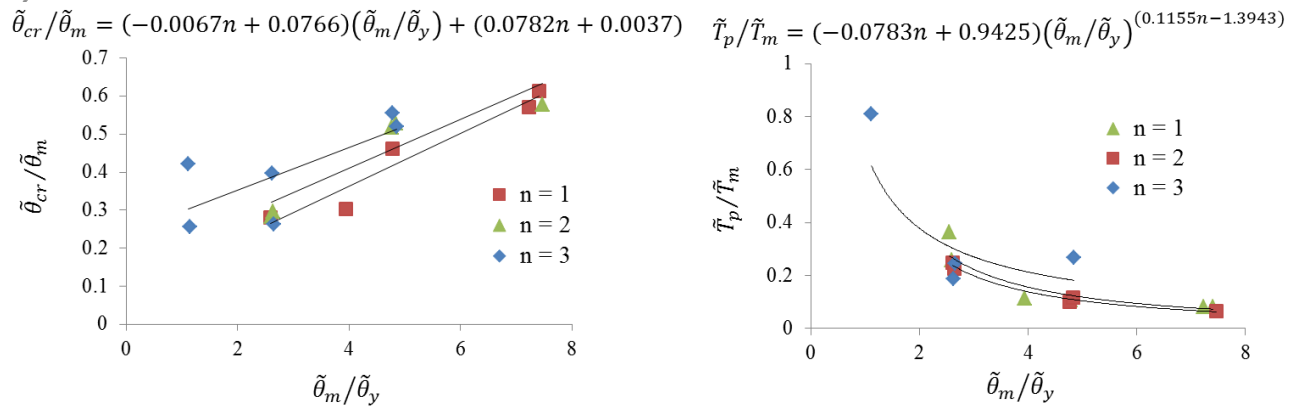 θ̃cr/θ̃m = (−0.0067n + 0.0766)(θ̃m/θ̃y) + (0.0782n + 0.0037)
0.7
0.6
0.5
0.4
0.3
0.2
0.1
0
θ̃cr/θ̃m
n = 1
n = 2
n = 3
0 2 4 6 8
θ̃m/θ̃y
T̃p/T̃m = (−0.0783n + 0.9425)(θ̃m/θ̃y)^(0.1155n−1.3943)
1
0.8
0.6
0.4
0.2
0
T̃p/T̃m
n = 1
n = 2
n = 3
0 2 4 6 8
θ̃m/θ̃y